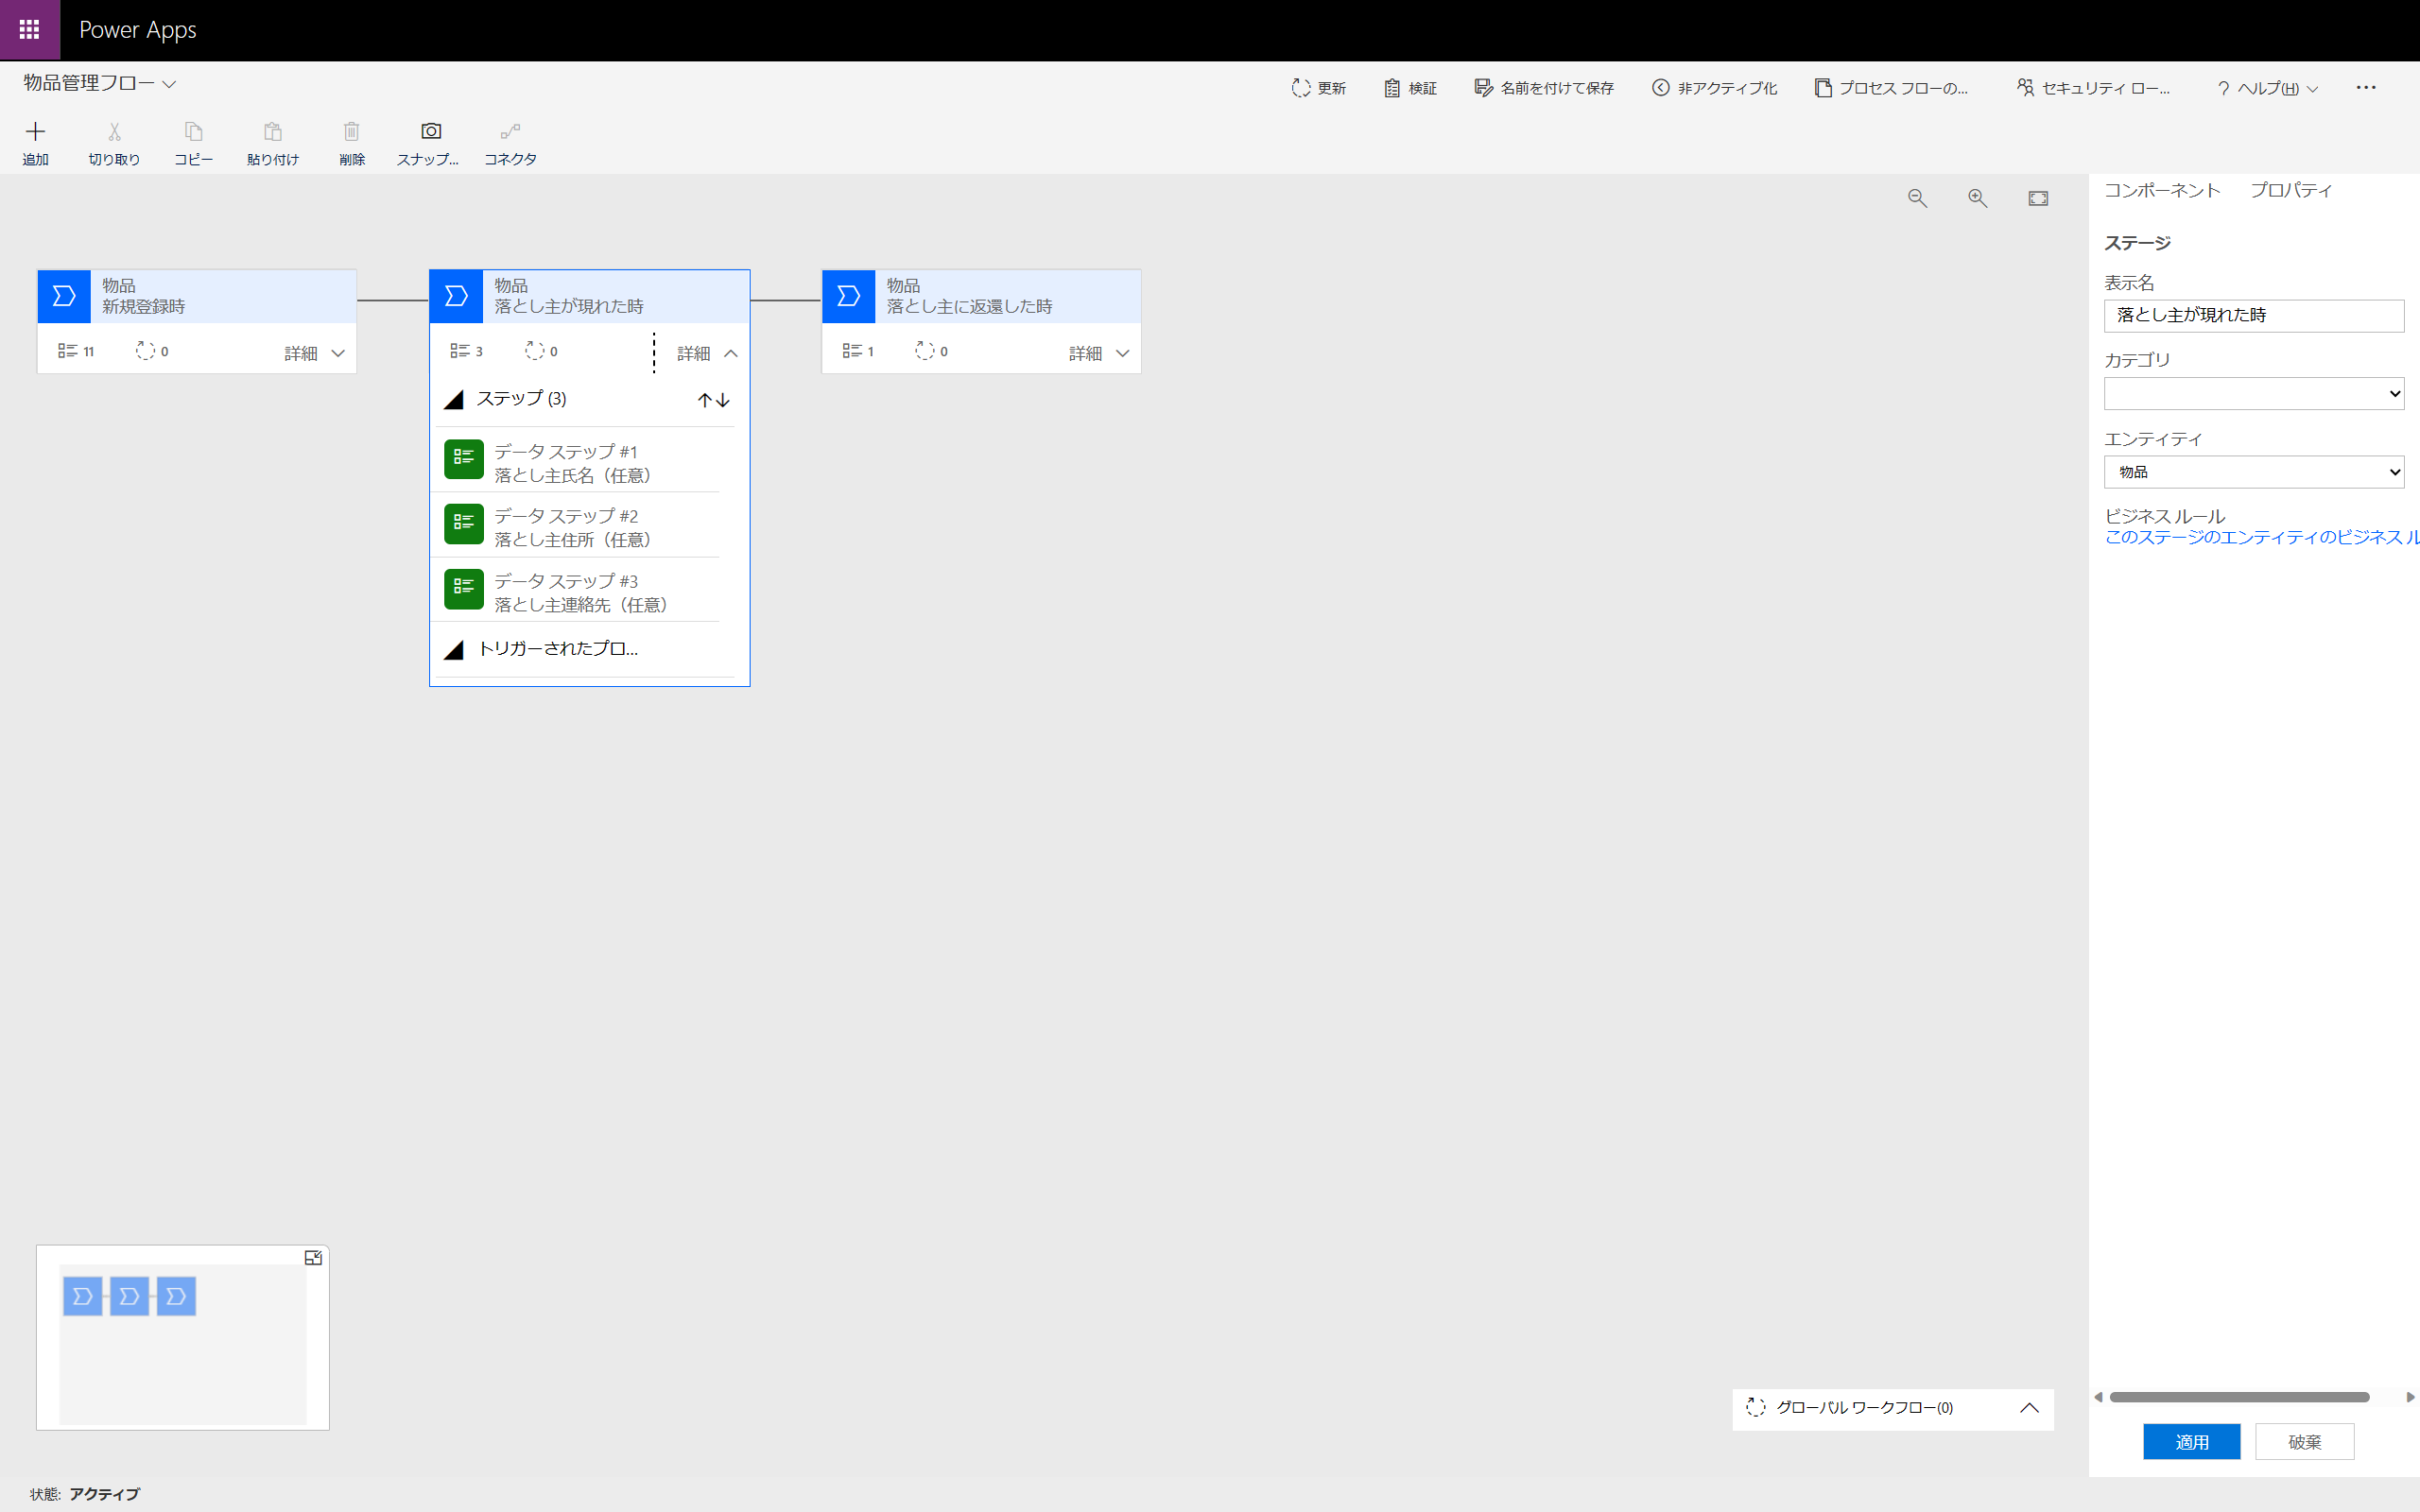 Power Apps
物品管理フロー
更新
検証
名前を付けて保存
非アクティブ化
プロセス フローの...
セキュリティ ロー...
? ヘルプ(H)
追加
切り取り
コピー
貼り付け
削除
スナップ...
コネクタ
物品
新規登録時
11
0
詳細
物品
落とし主が現れた時
3
0
詳細
ステップ (3)
データ ステップ #1
落とし主氏名（任意）
データ ステップ #2
落とし主住所（任意）
データ ステップ #3
落とし主連絡先（任意）
トリガーされたプロ...
物品
落とし主に返還した時
1
0
詳細
コンポーネント
プロパティ
ステージ
表示名
落とし主が現れた時
カテゴリ
エンティティ
物品
ビジネス ルール
このステージのエンティティのビジネス ル
グローバル ワークフロー(0)
適用
破棄
状態: アクティブ